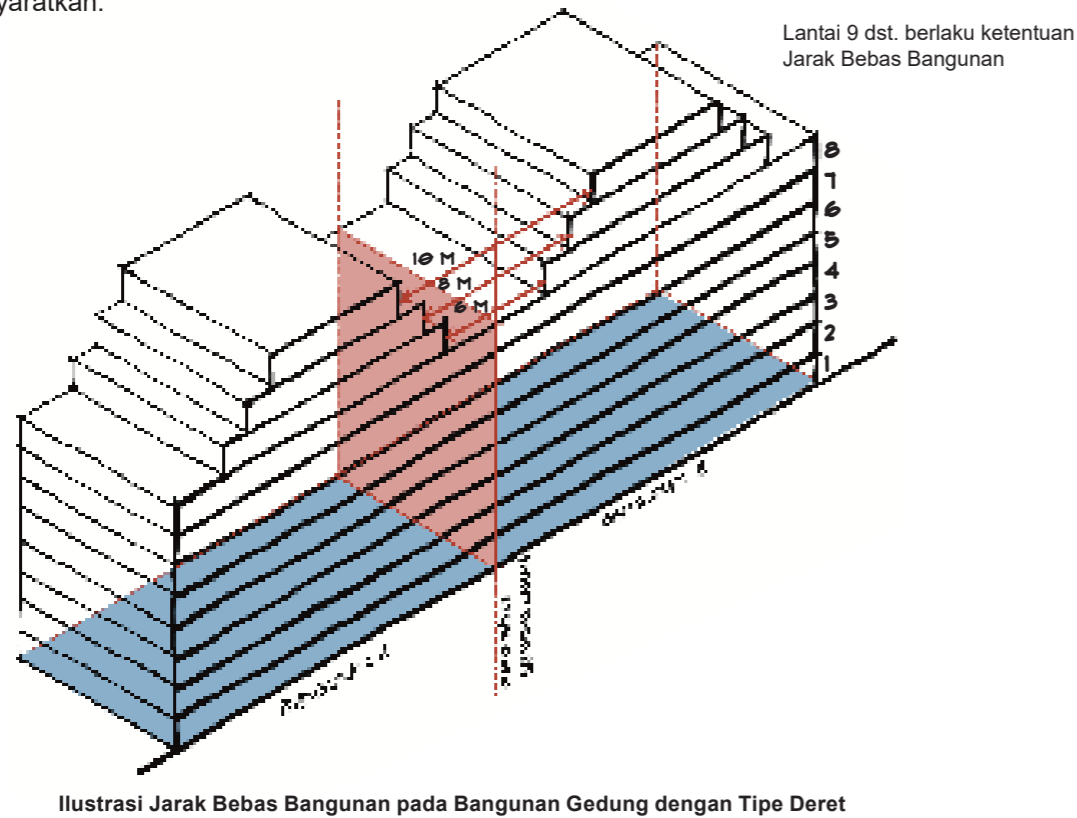 yaratkan.
Lantai 9 dst. berlaku ketentuan
Jarak Bebas Bangunan
8
7
6
5
4
3
2
1
10 M
8 M
6 M
Ilustrasi Jarak Bebas Bangunan pada Bangunan Gedung dengan Tipe Deret